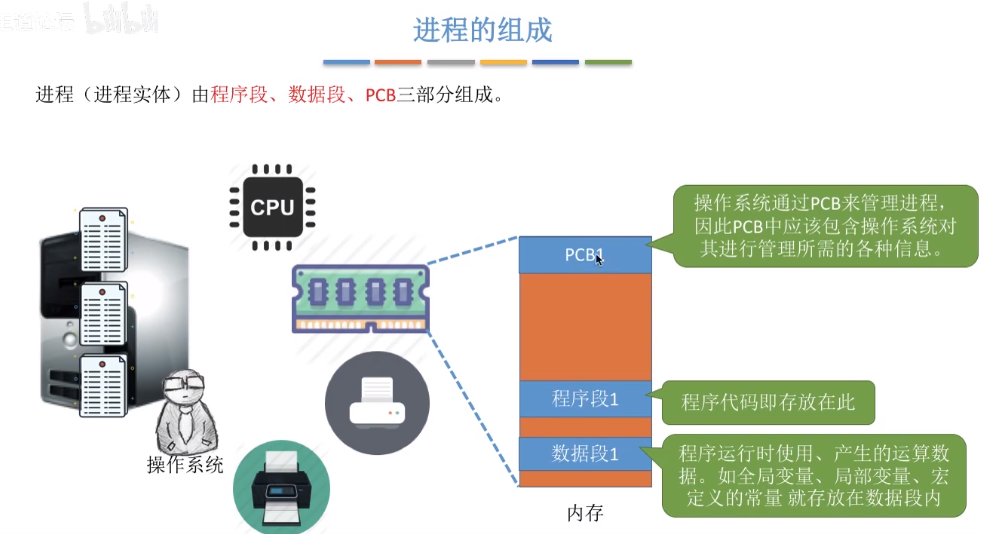 bilibili
进程的组成
进程（进程实体）由程序段、数据段、PCB三部分组成。
CPU
操作系统
PCB1
程序段1
数据段1
内存
操作系统通过PCB来管理进程，
因此PCB中应该包含操作系统对
其进行管理所需的各种信息。
程序代码即存放在此
程序运行时使用、产生的运算数
据。如全局变量、局部变量、宏
定义的常量 就存放在数据段内